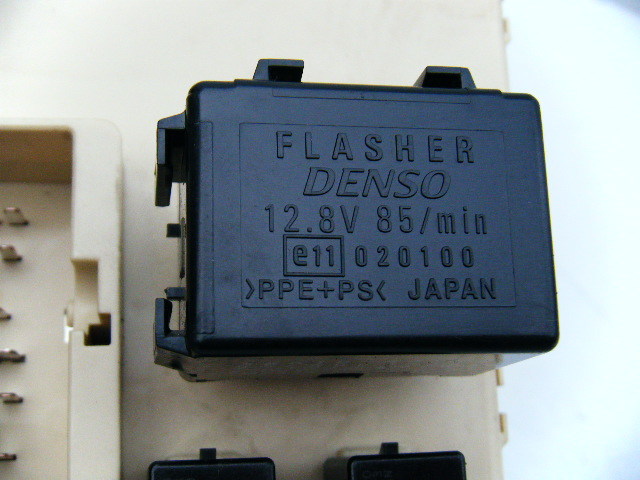 FLASHER
DENSO
12.8V 85/min
e11 020100
>PPE+PS< JAPAN